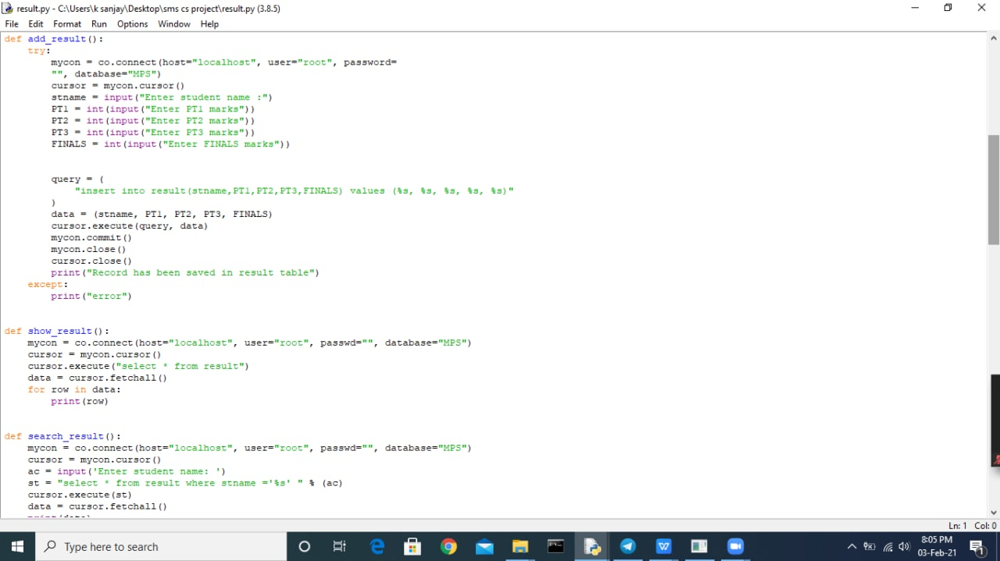 result.py - C:\Users\k sanjay\Desktop\sms cs project\result.py (3.8.5)
File Edit Format Run Options Window Help
def add_result():
    try:
        mycon = co.connect(host="localhost", user="root", password=
        "", database="MPS")
        cursor = mycon.cursor()
        stname = input("Enter student name :")
        PT1 = int(input("Enter PT1 marks"))
        PT2 = int(input("Enter PT2 marks"))
        PT3 = int(input("Enter PT3 marks"))
        FINALS = int(input("Enter FINALS marks"))
        query = (
            "insert into result(stname,PT1,PT2,PT3,FINALS) values (%s, %s, %s, %s, %s)"
        )
        data = (stname, PT1, PT2, PT3, FINALS)
        cursor.execute(query, data)
        mycon.commit()
        mycon.close()
        cursor.close()
        print("Record has been saved in result table")
    except:
        print("error")
def show_result():
    mycon = co.connect(host="localhost", user="root", passwd="", database="MPS")
    cursor = mycon.cursor()
    cursor.execute("select * from result")
    data = cursor.fetchall()
    for row in data:
        print(row)
def search_result():
    mycon = co.connect(host="localhost", user="root", passwd="", database="MPS")
    cursor = mycon.cursor()
    ac = input('Enter student name: ')
    st = "select * from result where stname ='%s' " % (ac)
    cursor.execute(st)
    data = cursor.fetchall()
Ln: 1 Col: 0
Type here to search
8:05 PM
03-Feb-21
1